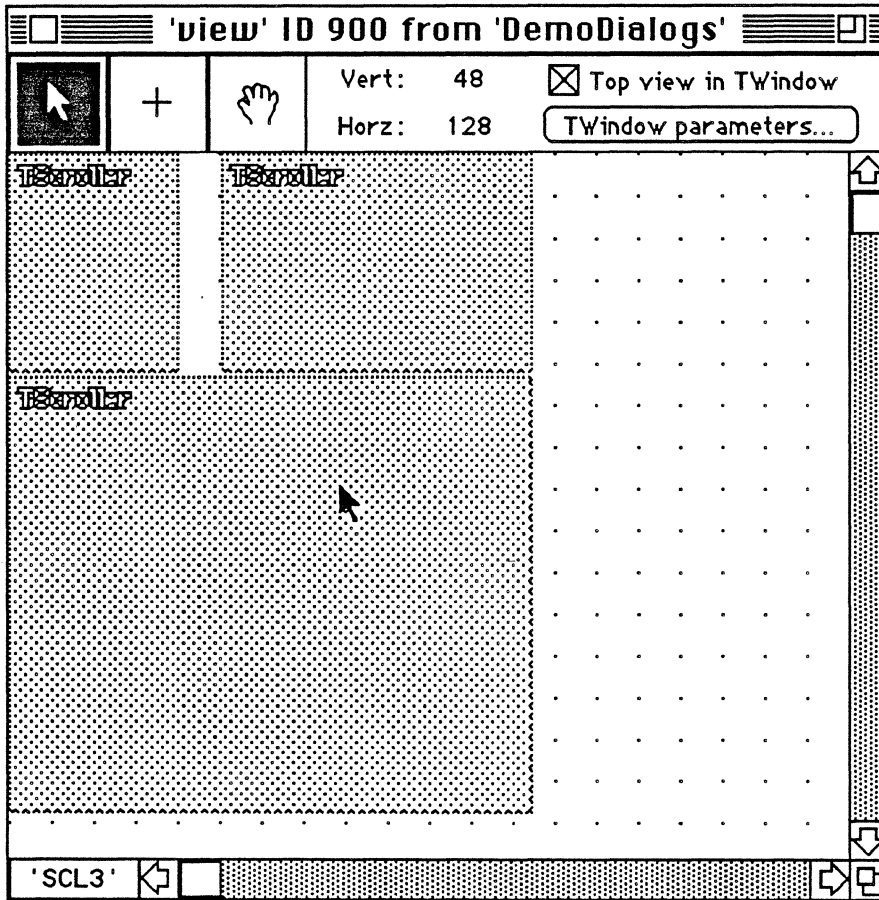 'view' ID 900 from 'DemoDialogs'
Vert: 48
Top view in TWindow
Horz: 128
TWindow parameters...
TScroller
TScroller
TScroller
'SCL3'